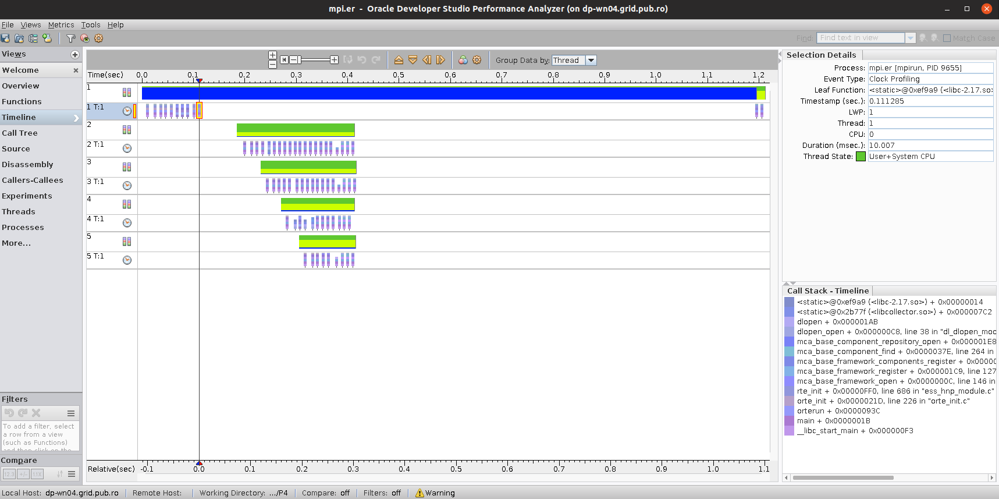 mpi.er - Oracle Developer Studio Performance Analyzer (on dp-wn04.grid.pub.ro)
File Views Metrics Tools Help
Find: Find text in view Match Case
Views
Welcome
Overview
Functions
Timeline
Call Tree
Source
Disassembly
Callers-Callees
Experiments
Threads
Processes
More...
Filters
To add a filter, select
a row from a view
(such as Functions)
and then click on the
Compare
12.3 +/- 1.1X
Group Data by: Thread
Time(sec) 0.0 0.1 0.2 0.3 0.4 0.5 0.6 0.7 0.8 0.9 1.0 1.1 1.2
1
1 T:1
2
2 T:1
3
3 T:1
4
4 T:1
5
5 T:1
Relative(sec) -0.1 0.0 0.1 0.2 0.3 0.4 0.5 0.6 0.7 0.8 0.9 1.0 1.1
Selection Details
Process: mpi.er [mpirun, PID 9655]
Event Type: Clock Profiling
Leaf Function: <static>@0xef9a9 (<libc-2.17.so>
Timestamp (sec.): 0.111285
LWP: 1
Thread: 1
CPU: 0
Duration (msec.): 10.007
Thread State: User+System CPU
Call Stack - Timeline
<static>@0xef9a9 (<libc-2.17.so>) + 0x00000014
<static>@0x2b77f (<libcollector.so>) + 0x000007C2
dlopen + 0x000001AB
dlopen_open + 0x000000C8, line 38 in "dl_dlopen_moc
mca_base_component_repository_open + 0x000001E8
mca_base_component_find + 0x0000037E, line 264 in
mca_base_framework_components_register + 0x0000
mca_base_framework_register + 0x000001C9, line 127
mca_base_framework_open + 0x0000000C, line 146 in
rte_init + 0x00000FF0, line 686 in "ess_hnp_module.c"
orte_init + 0x0000021D, line 226 in "orte_init.c"
orterun + 0x0000093C
main + 0x0000001B
__libc_start_main + 0x000000F3
Local Host: dp-wn04.grid.pub.ro Remote Host: Working Directory: .../P4 Compare: off Filters: off Warning